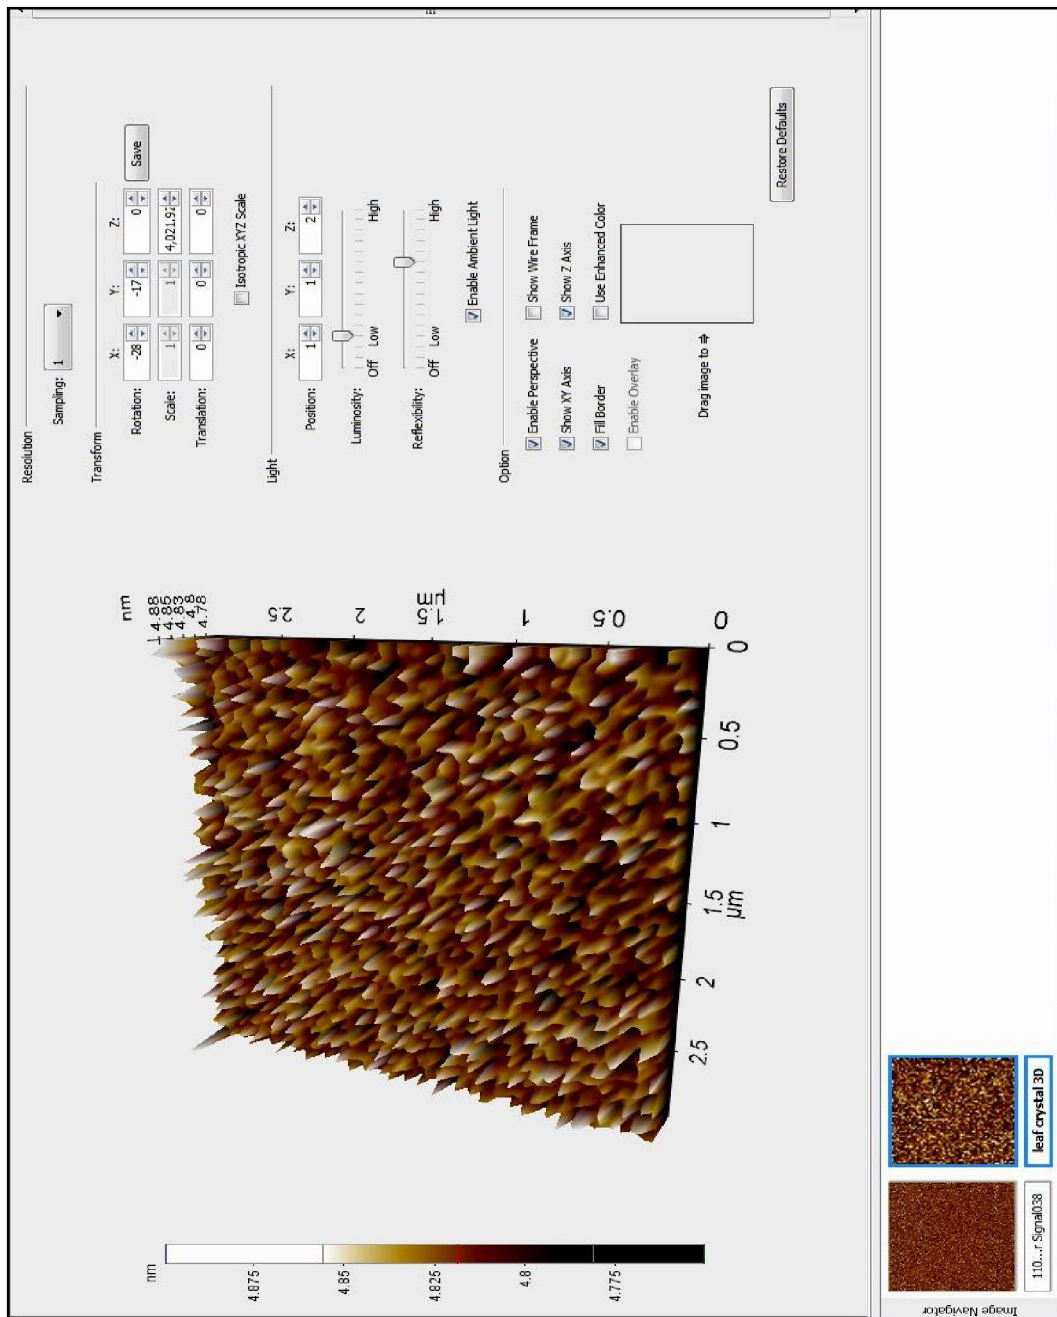 nm
4.875
4.85
4.825
4.8
4.775
nm
4.88
4.85
4.83
4.8
4.78
2.5
2
1.5
µm
1
0.5
0
0
0.5
1
1.5
µm
2
2.5
Resolution
Sampling: 1
Transform
X: Y: Z:
Rotation: -28 -17 0 Save
Scale: 1 1 4,021.92
Translation: 0 0 0
Isotropic XYZ Scale
Light
X: Y: Z:
Position: 1 1 2
Luminosity:
Off Low High
Reflexibility:
Off Low High
Enable Ambient Light
Option
Enable Perspective Show Wire Frame
Show XY Axis Show Z Axis
Fill Border Use Enhanced Color
Enable Overlay
Drag image to ⇒
Restore Defaults
Image Navigator
110...r Signal038
leaf crystal 3D